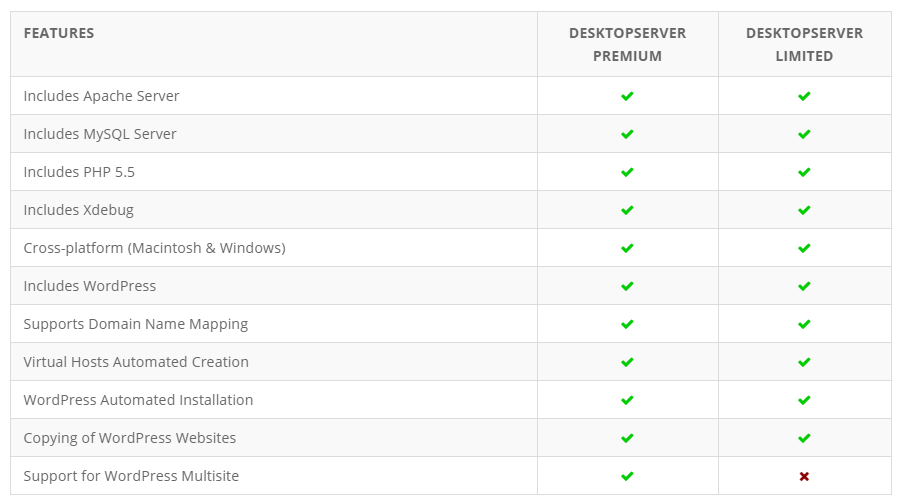 FEATURES
DESKTOPSERVER
PREMIUM
DESKTOPSERVER
LIMITED
Includes Apache Server
Includes MySQL Server
Includes PHP 5.5
Includes Xdebug
Cross-platform (Macintosh & Windows)
Includes WordPress
Supports Domain Name Mapping
Virtual Hosts Automated Creation
WordPress Automated Installation
Copying of WordPress Websites
Support for WordPress Multisite